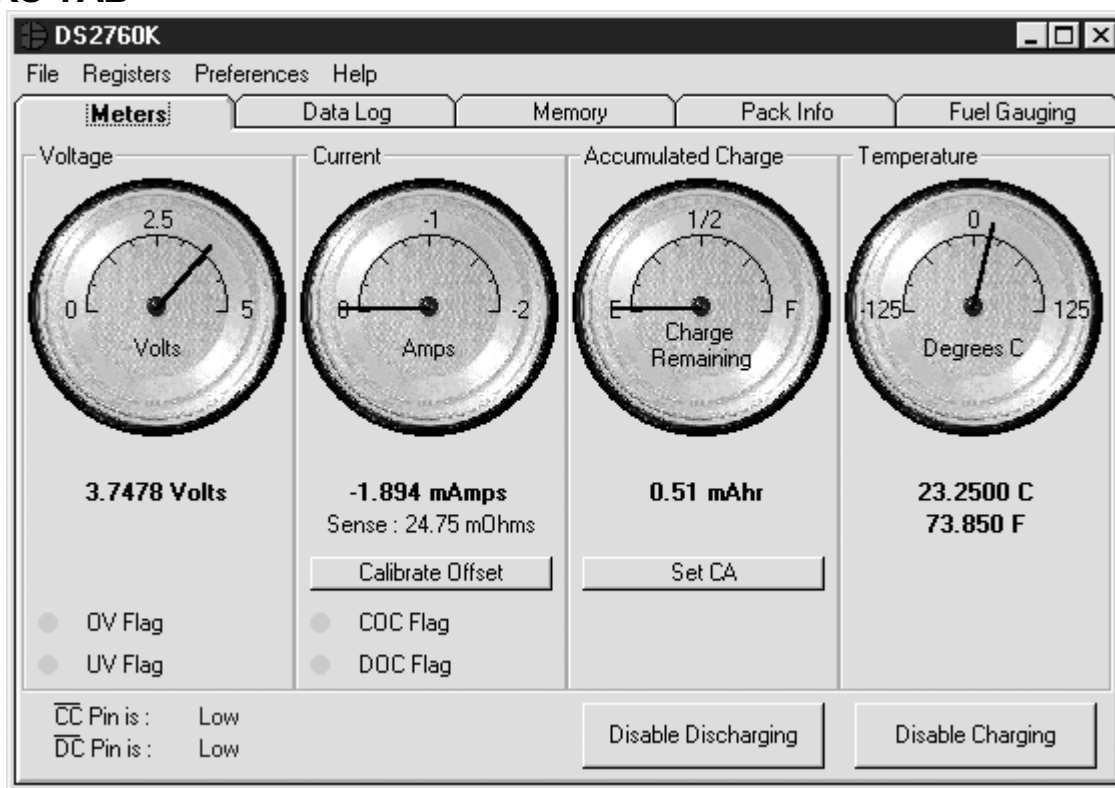 DS2760K
File Registers Preferences Help
Meters Data Log Memory Pack Info Fuel Gauging
Voltage
2.5
0 5
Volts
3.7478 Volts
OV Flag
UV Flag
Current
-1
0 -2
Amps
-1.894 mAmps
Sense : 24.75 mOhms
Calibrate Offset
COC Flag
DOC Flag
Accumulated Charge
1/2
E F
Charge
Remaining
0.51 mAhr
Set CA
Temperature
0
-125 125
Degrees C
23.2500 C
73.850 F
CC Pin is : Low
DC Pin is : Low
Disable Discharging
Disable Charging